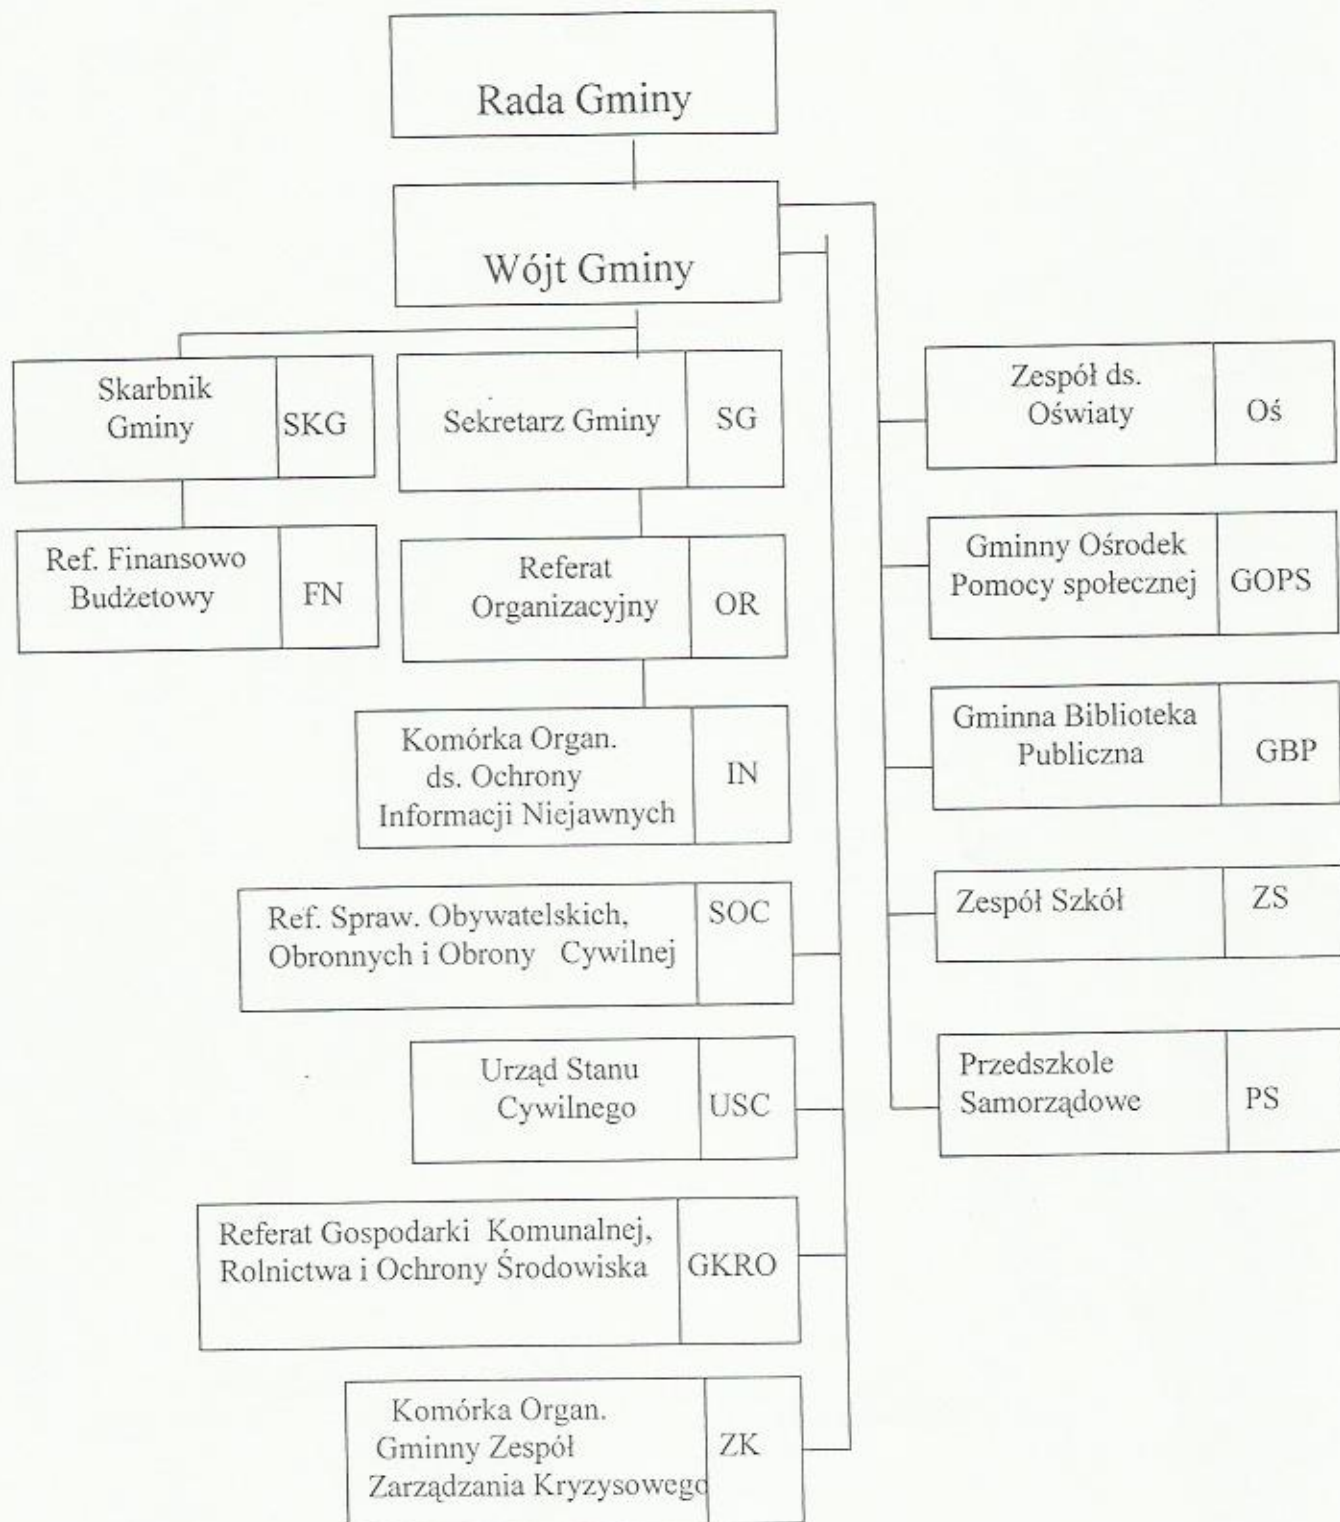 Rada Gminy
Wójt Gminy
Skarbnik
Gminy
SKG
Sekretarz Gminy
SG
Zespół ds.
Oświaty
Oś
Ref. Finansowo
Budżetowy
FN
Referat
Organizacyjny
OR
Gminny Ośrodek
Pomocy społecznej
GOPS
Komórka Organ.
ds. Ochrony
Informacji Niejawnych
IN
Gminna Biblioteka
Publiczna
GBP
Ref. Spraw. Obywatelskich,
Obronnych i Obrony Cywilnej
SOC
Zespół Szkół
ZS
Urząd Stanu
Cywilnego
USC
Przedszkole
Samorządowe
PS
Referat Gospodarki Komunalnej,
Rolnictwa i Ochrony Środowiska
GKRO
Komórka Organ.
Gminny Zespół
Zarządzania Kryzysowego
ZK